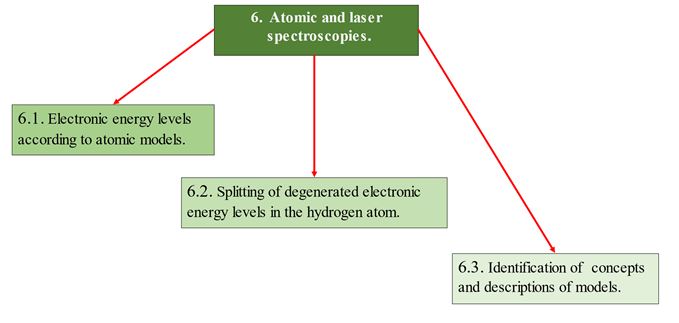 6. Atomic and laser
spectroscopies.
6.1. Electronic energy levels
according to atomic models.
6.2. Splitting of degenerated electronic
energy levels in the hydrogen atom.
6.3. Identification of concepts
and descriptions of models.